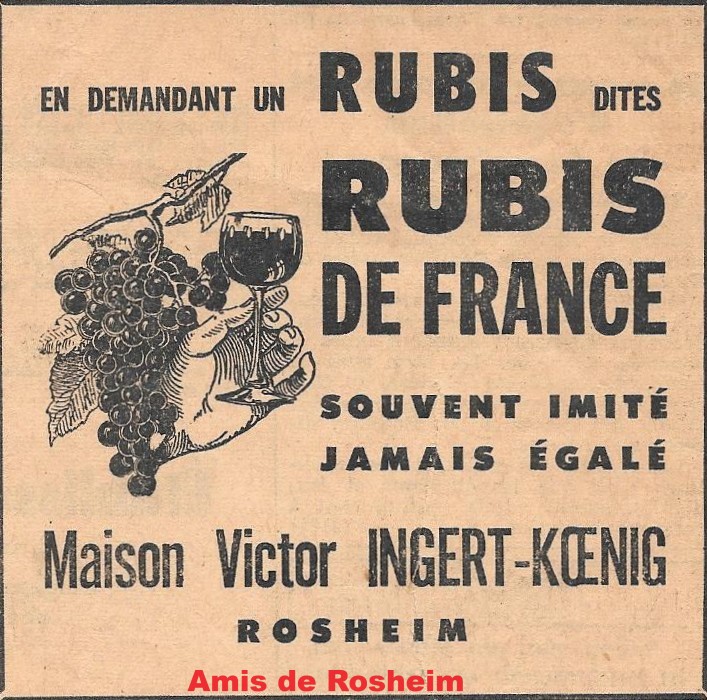 EN DEMANDANT UN RUBIS DITES
RUBIS
DE FRANCE
SOUVENT IMITÉ
JAMAIS ÉGALÉ
Maison Victor INGERT-KŒNIG
ROSHEIM
Amis de Rosheim